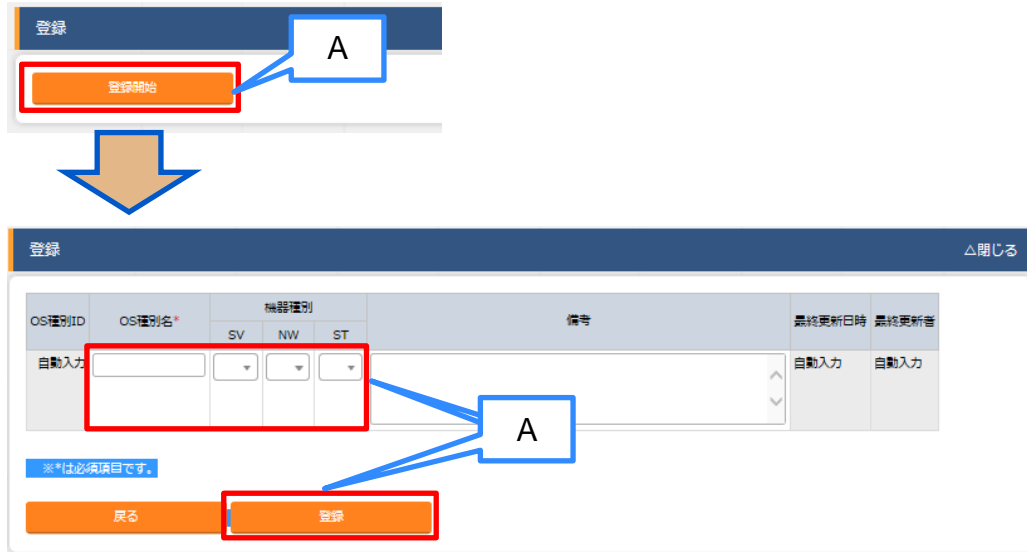 登録
A
登録開始
登録
△閉じる
OS種別ID
OS種別名*
機器種別
SV
NW
ST
備考
最終更新日時
最終更新者
自動入力
自動入力
自動入力
A
※*は必須項目です。
戻る
登録